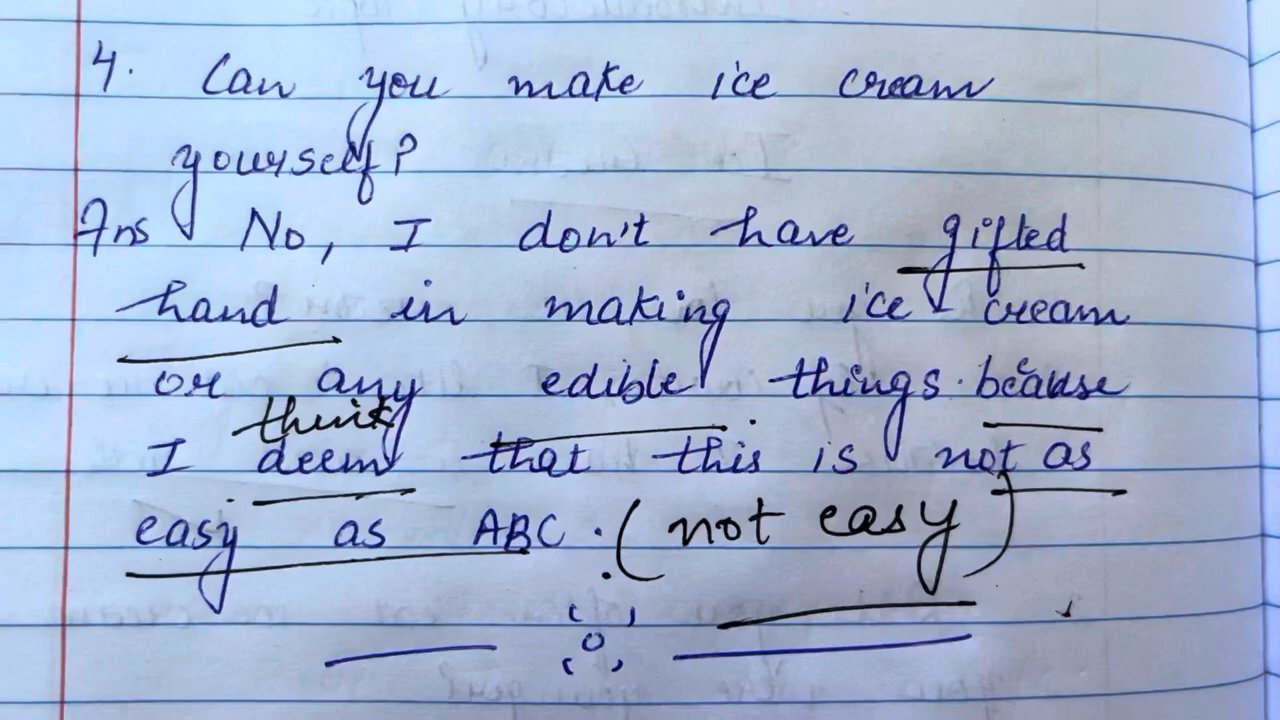 4. Can you make ice cream
yourself?
Ans No, I don't have gifted
hand in making ice cream
or any edible things. because
think
I deem that this is not as
easy as ABC. (not easy)